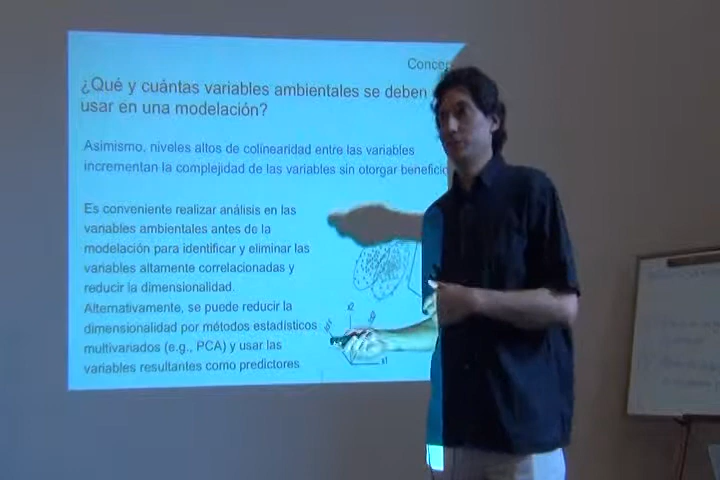 ¿Qué y cuántas variables ambientales se deben
usar en una modelación?
Asimismo, niveles altos de colinearidad entre las variables
incrementan la complejidad de las variables sin otorgar
Es conveniente realizar análisis en las
variables ambientales antes de la
modelación para identificar y eliminar las
variables altamente correlacionadas y
reducir la dimensionalidad.
Alternativamente, se puede reducir la
dimensionalidad por métodos estadísticos
multivariados (e.g., PCA) y usar las
variables resultantes como predictores